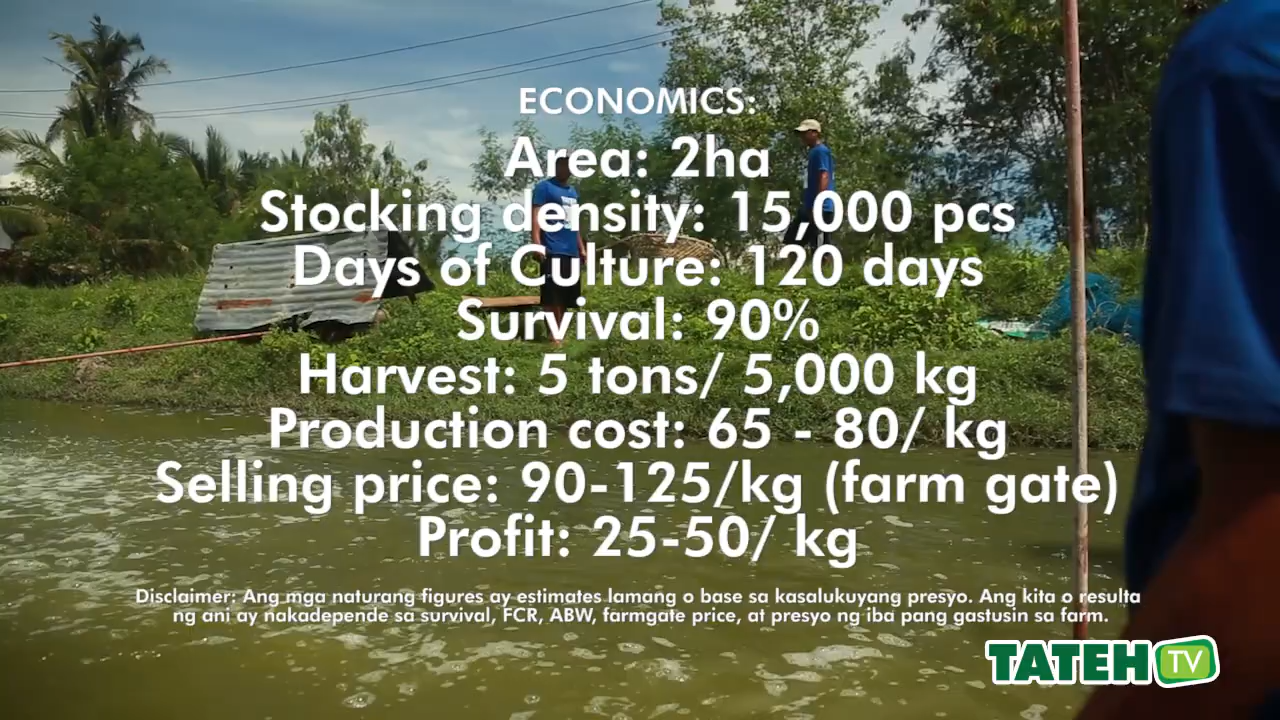 ECONOMICS:
Area: 2ha
Stocking density: 15,000 pcs
Days of Culture: 120 days
Survival: 90%
Harvest: 5 tons/ 5,000 kg
Production cost: 65 - 80/ kg
Selling price: 90-125/kg (farm gate)
Profit: 25-50/ kg
Disclaimer: Ang mga naturang figures ay estimates lamang o base sa kasalukuyang presyo. Ang kita o resulta
ng ani ay nakadepende sa survival, FCR, ABW, farmgate price, at presyo ng iba pang gastusin sa farm.
TATEH TV